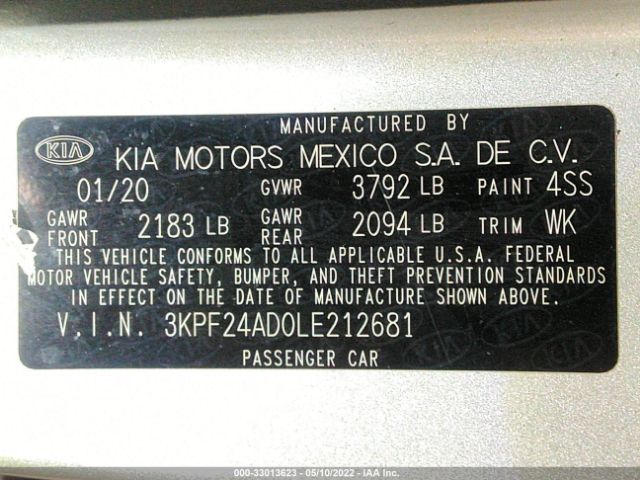 MANUFACTURED BY
KIA KIA MOTORS MEXICO S.A. DE C.V.
01/20 GVWR 3792 LB PAINT 4SS
GAWR FRONT 2183 LB GAWR REAR 2094 LB TRIM WK
THIS VEHICLE CONFORMS TO ALL APPLICABLE U.S.A. FEDERAL
MOTOR VEHICLE SAFETY, BUMPER, AND THEFT PREVENTION STANDARDS
IN EFFECT ON THE DATE OF MANUFACTURE SHOWN ABOVE.
V.I.N. 3KPF24AD0LE212681
PASSENGER CAR
000-33013623 - 05/10/2022 - IAA Inc.